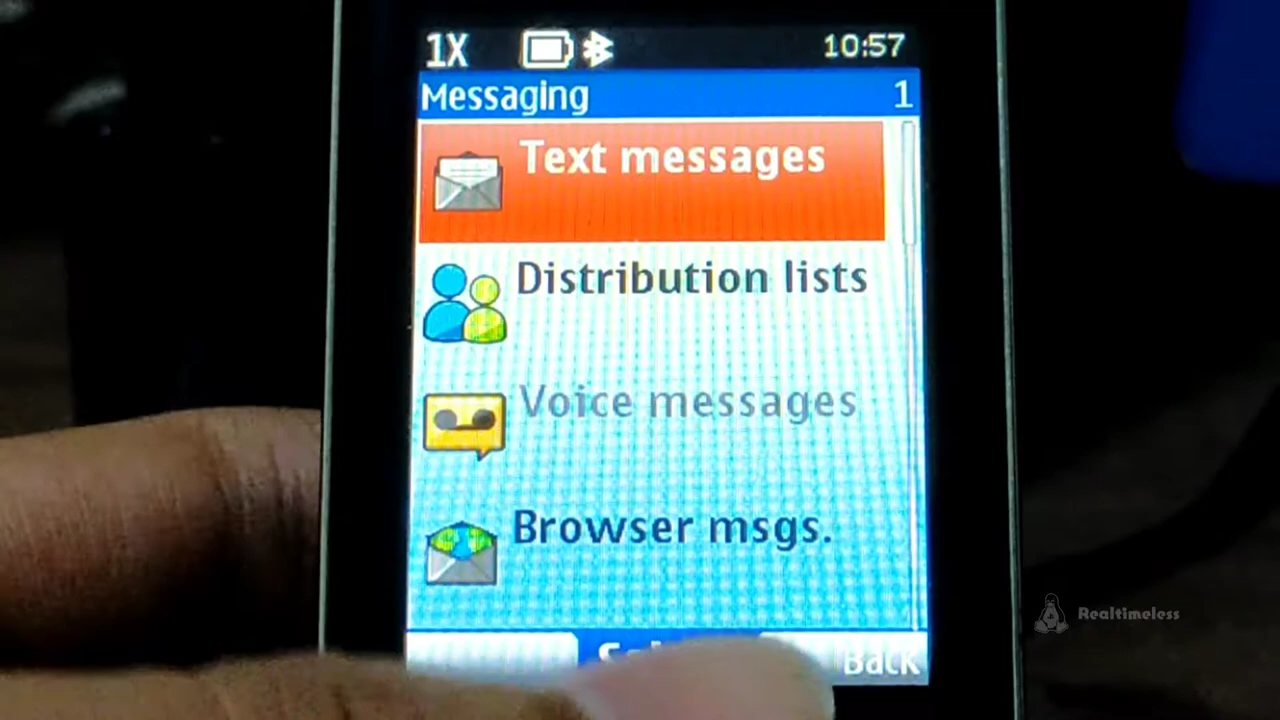 1X 10:57
Messaging 1
Text messages
Distribution lists
Voice messages
Browser msgs.
Back
Realtimeless